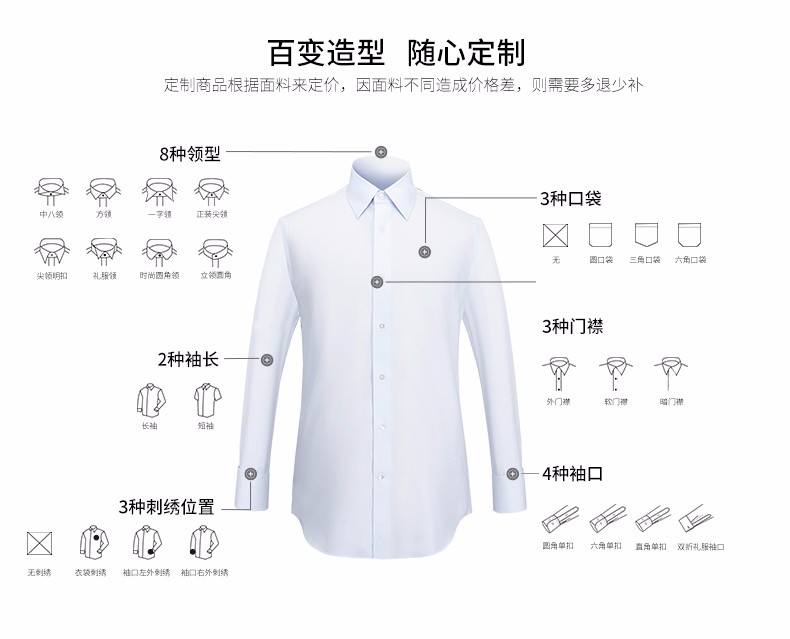 百变造型 随心定制
定制商品根据面料来定价，因面料不同造成价格差，则需要多退少补
8种领型
中八领 方领 一字领 正装尖领
尖领明扣 礼服领 时尚圆角领 立领圆角
3种口袋
无 圆口袋 三角口袋 六角口袋
3种门襟
外门襟 软门襟 暗门襟
2种袖长
长袖 短袖
4种袖口
圆角单扣 六角单扣 直角单扣 双折礼服袖口
3种刺绣位置
无刺绣 衣袋刺绣 袖口左外刺绣 袖口右外刺绣